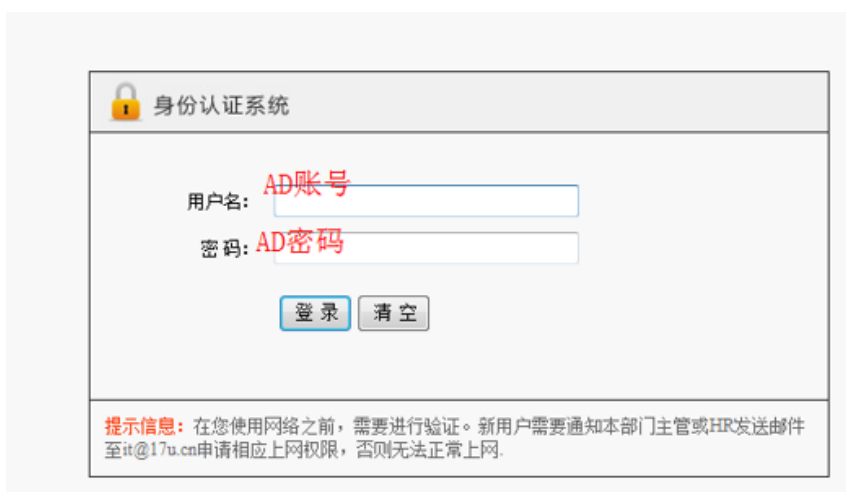 身份认证系统
用户名: AD账号
密 码: AD密码
登 录 清 空
提示信息：在您使用网络之前，需要进行验证。新用户需要通知本部门主管或HR发送邮件
至it@17u.cn申请相应上网权限，否则无法正常上网.